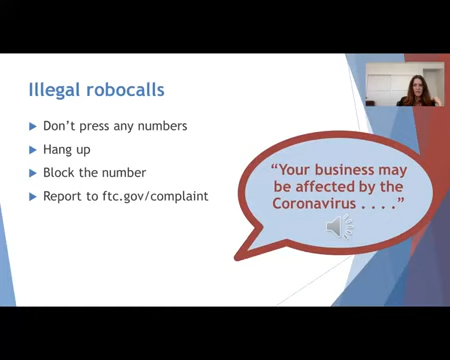 Illegal robocalls
Don't press any numbers
Hang up
Block the number
Report to ftc.gov/complaint
“Your business may
be affected by the
Coronavirus . . . .”